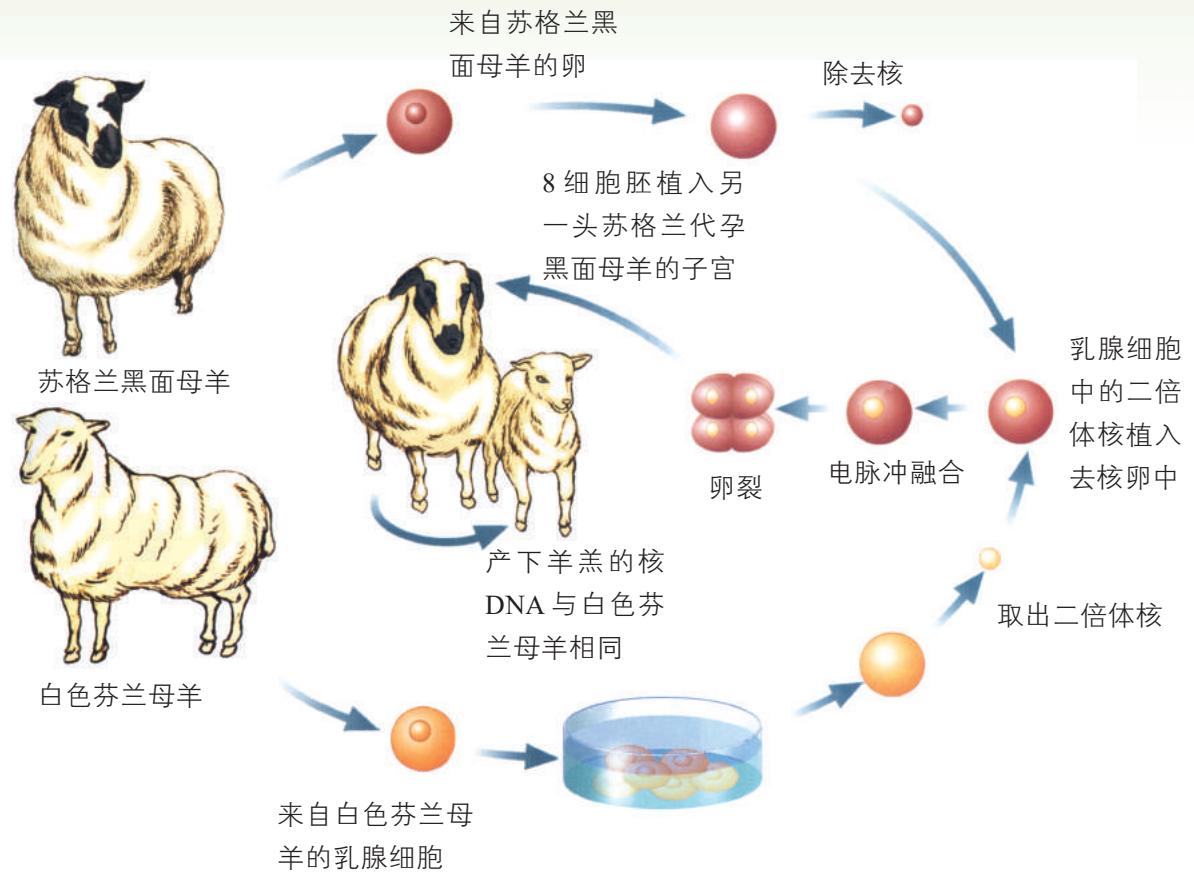 来自苏格兰黑
面母羊的卵
除去核
8 细胞胚植入另
一头苏格兰代孕
黑面母羊的子宫
苏格兰黑面母羊
乳腺细胞
中的二倍
体核植入
去核卵中
卵裂
电脉冲融合
产下羊羔的核
DNA 与白色芬
兰母羊相同
取出二倍体核
白色芬兰母羊
来自白色芬兰母
羊的乳腺细胞